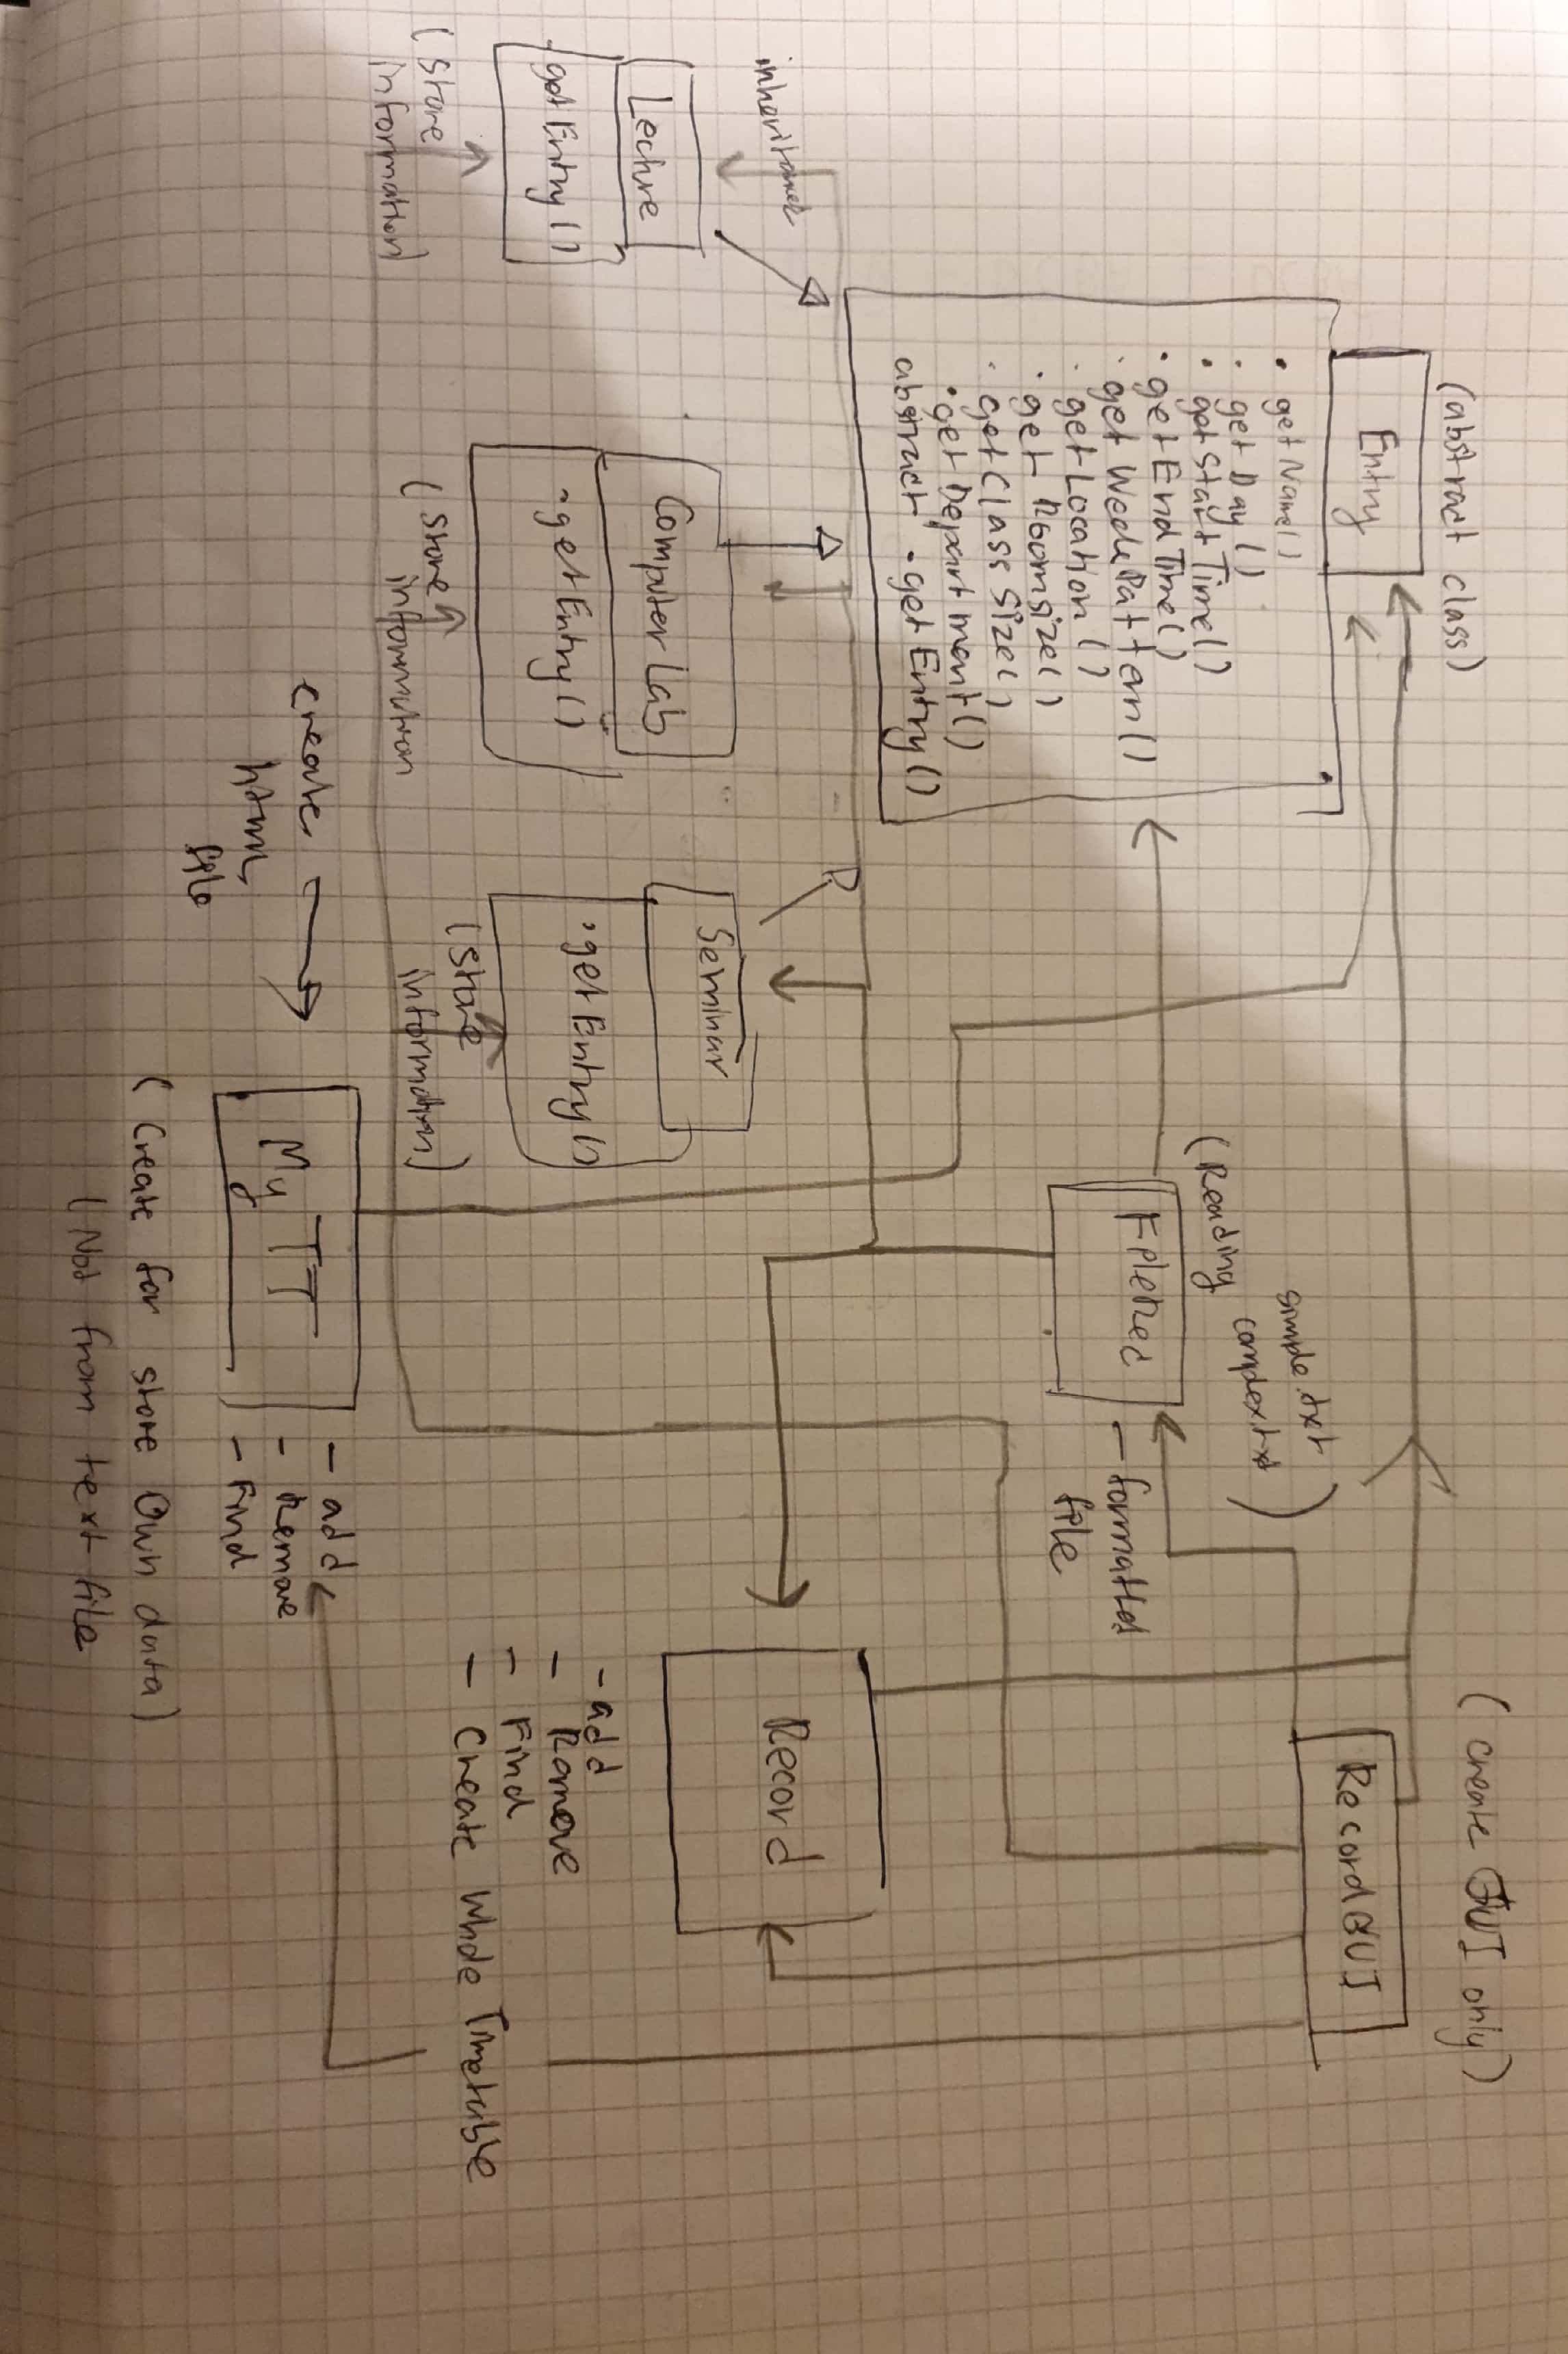 (abstract class)
Entry
• getName()
• getDay()
• getStartTime()
• getEndTime()
• getWeekPattern()
• getLocation()
• getRoomsize()
• getClassSize()
• getDepartment()
abstract • getEntry()
(create GUI only)
RecordGUI
sample.txt
(Reading complex.txt)
FileRec
- formatted
file
inheritance
Lecture
• getEntry()
(Store
information)
Computer Lab
• getEntry()
(store
information
Seminar
• getEntry()
(store
information)
Record
- add
- Remove
- Find
- Create Whole Timetable
create
html
file
My TT
- add
- Remove
- Find
(Create for store Own data)
(Not from text file